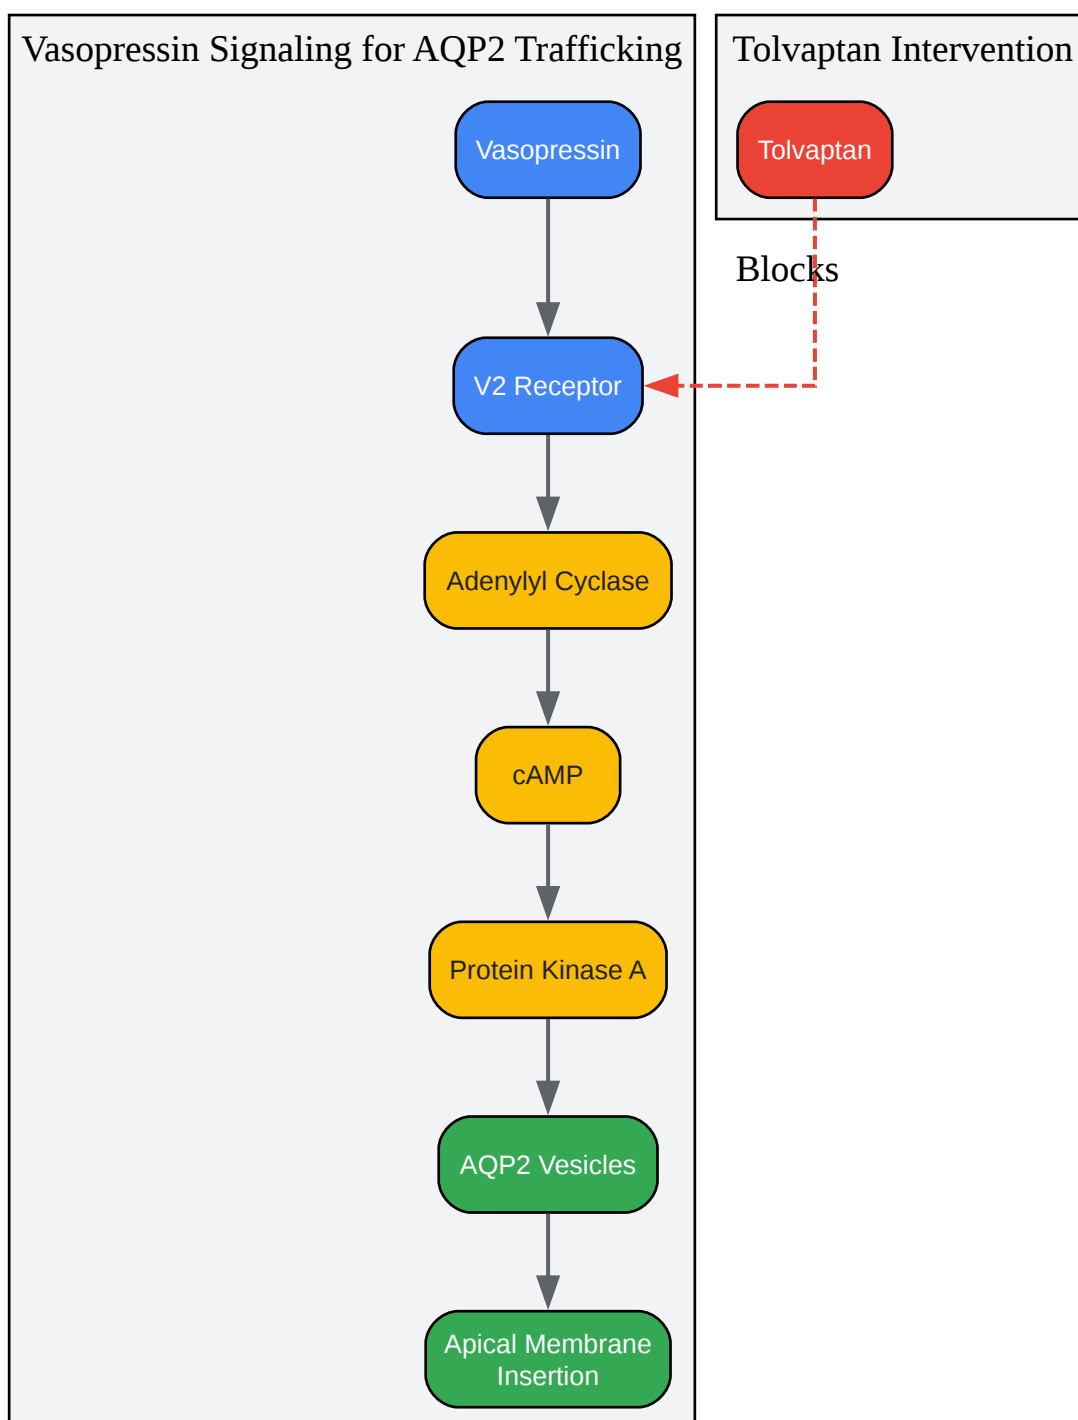 Vasopressin Signaling for AQP2 Trafficking
Tolvaptan Intervention
Vasopressin
Tolvaptan
Blocks
V2 Receptor
Adenylyl Cyclase
cAMP
Protein Kinase A
AQP2 Vesicles
Apical Membrane
Insertion